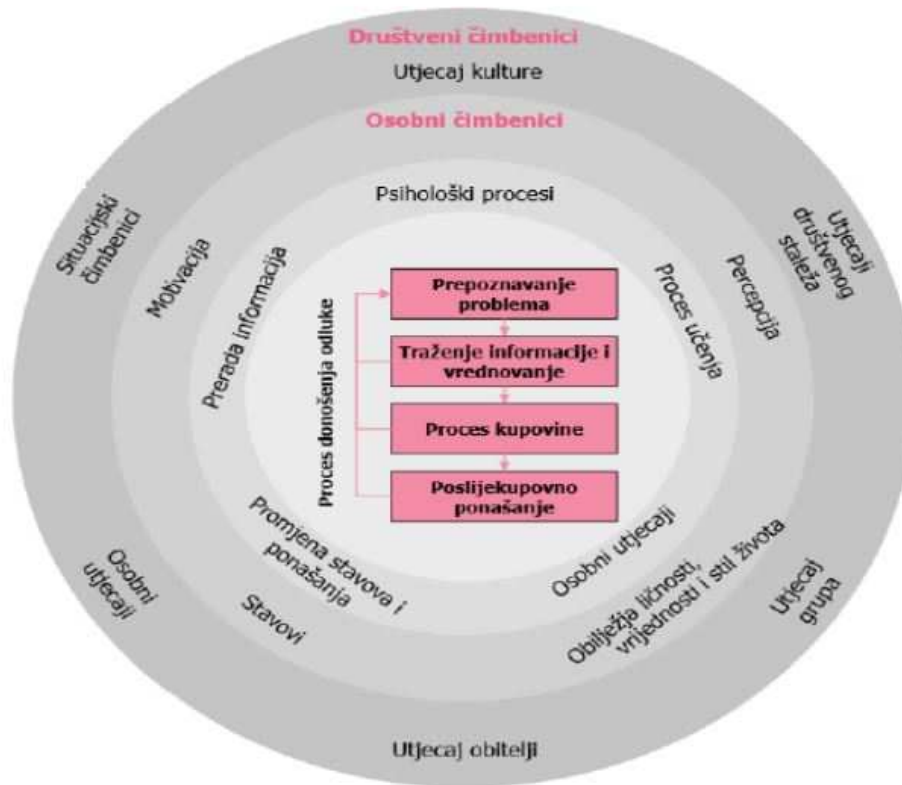 Društveni čimbenici
Utjecaj kulture
Osobni čimbenici
Psihološki procesi
Situacijski
čimbenici
Motivacija
Prerada informacija
Proces učenja
Percepcija
Utjecaji
društvenog
staleža
Proces donošenja odluke
Prepoznavanje
problema
Traženje informacije i
vrednovanje
Proces kupovine
Poslijekupovno
ponašanje
Osobni
utjecaji
Stavovi
Promjena stavova i
ponašanja
Osobni utjecaji
Obilježja ličnosti,
vrijednosti i stil života
Utjecaj
grupa
Utjecaj obitelji